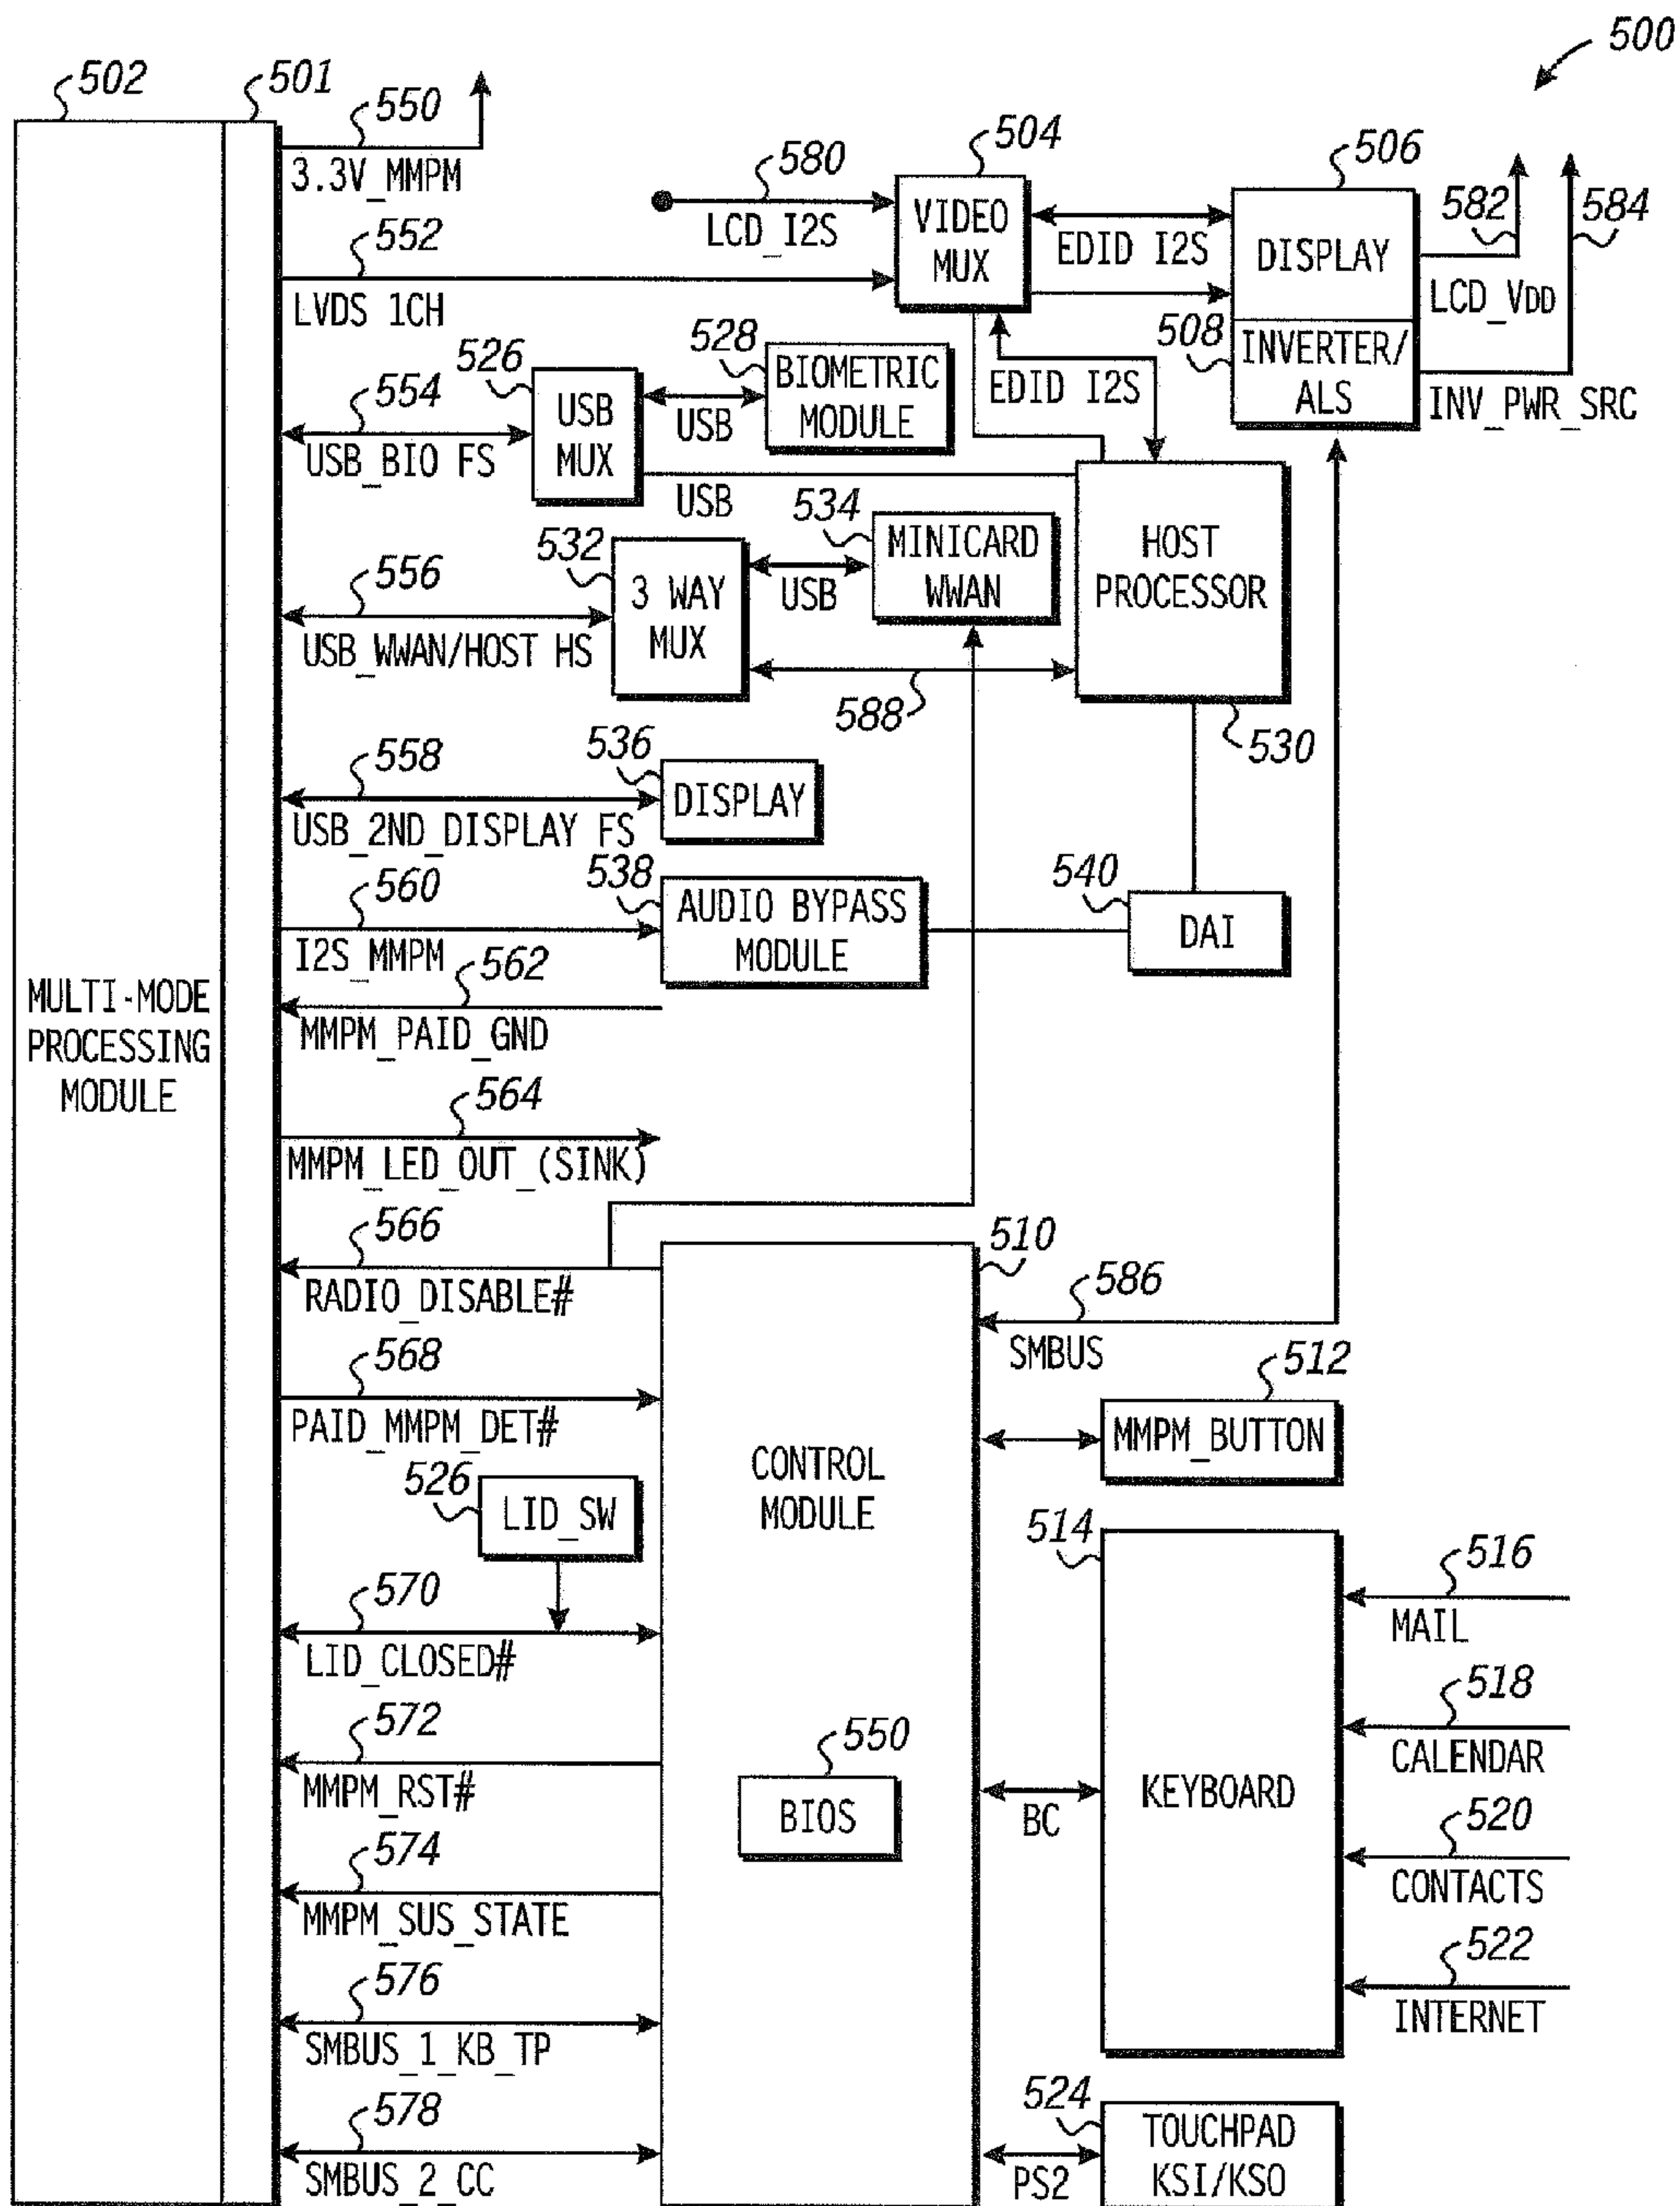 500
502
501
550
3.3V_MMPM
580
LCD_I2S
504
VIDEO
MUX
EDID I2S
506
DISPLAY
582
584
LCD_VDD
552
LVDS 1CH
508
INVERTER/
ALS
INV_PWR_SRC
EDID I2S
526
USB
MUX
528
BIOMETRIC
MODULE
USB
554
USB_BIO FS
USB
HOST
PROCESSOR
530
532
3 WAY
MUX
534
MINICARD
WWAN
USB
556
USB_WWAN/HOST HS
588
558
USB_2ND_DISPLAY FS
536
DISPLAY
560
I2S_MMPM
538
AUDIO BYPASS
MODULE
540
DAI
562
MMPM_PAID_GND
MULTI-MODE
PROCESSING
MODULE
564
MMPM_LED_OUT_(SINK)
566
RADIO_DISABLE#
510
586
SMBUS
568
PAID_MMPM_DET#
512
MMPM_BUTTON
CONTROL
MODULE
526
LID_SW
514
KEYBOARD
516
MAIL
570
LID_CLOSED#
518
CALENDAR
572
MMPM_RST#
550
BIOS
BC
520
CONTACTS
574
MMPM_SUS_STATE
522
INTERNET
576
SMBUS_1_KB_TP
524
TOUCHPAD
KSI/KSO
578
SMBUS_2_CC
PS2